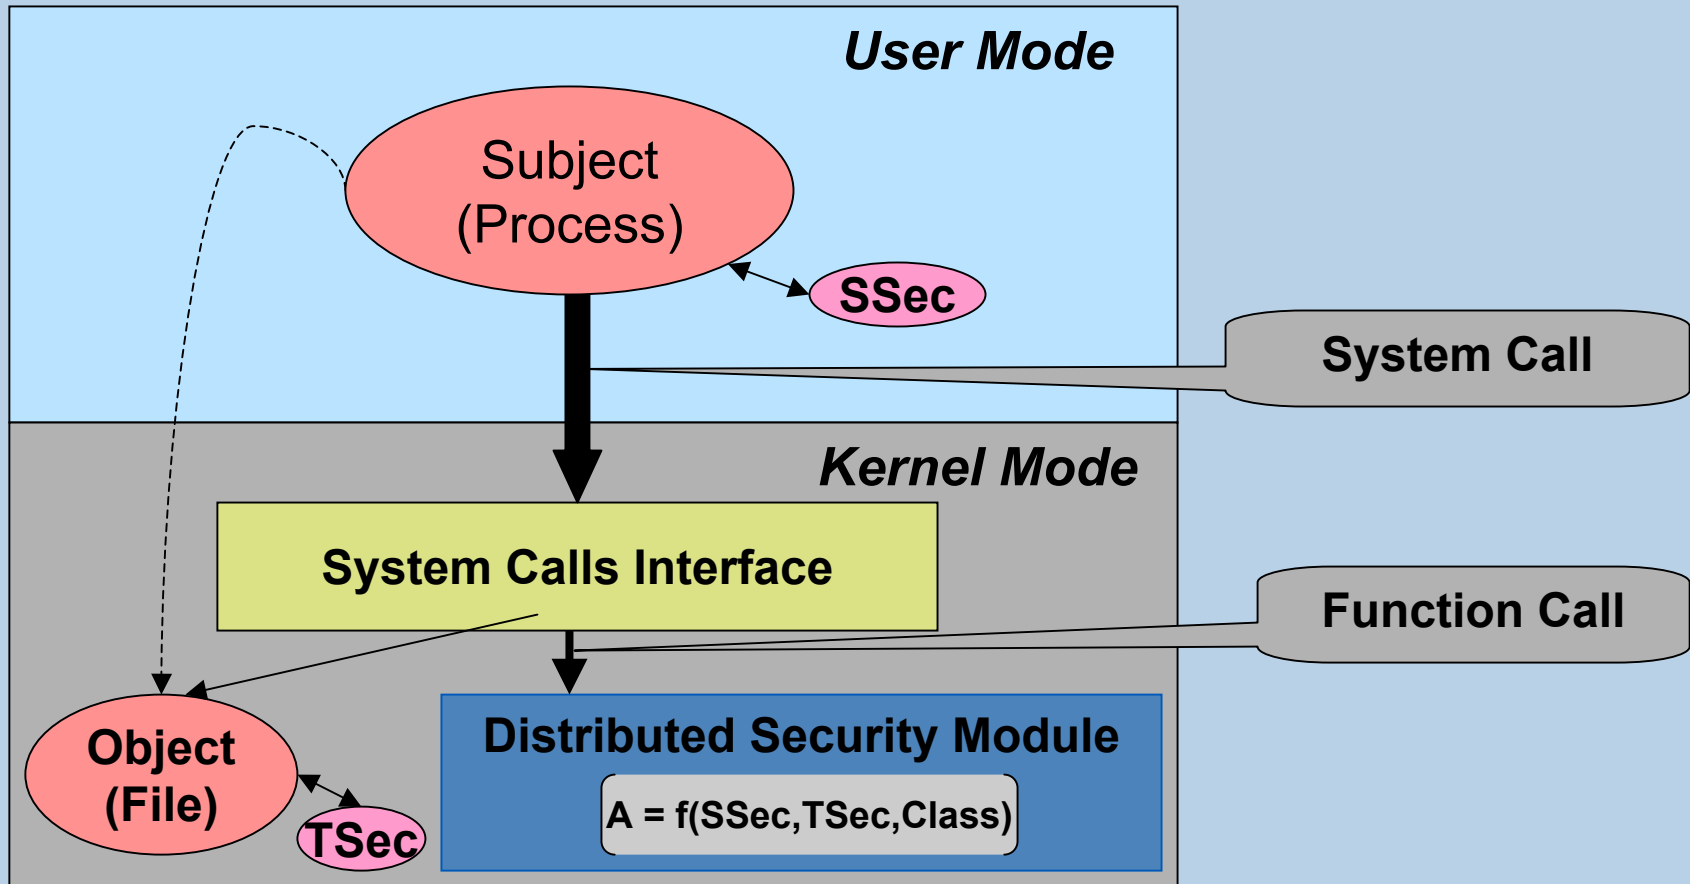 User Mode
Subject
(Process)
SSec
System Call
Kernel Mode
System Calls Interface
Function Call
Distributed Security Module
A = f(SSec,TSec,Class)
Object
(File)
TSec